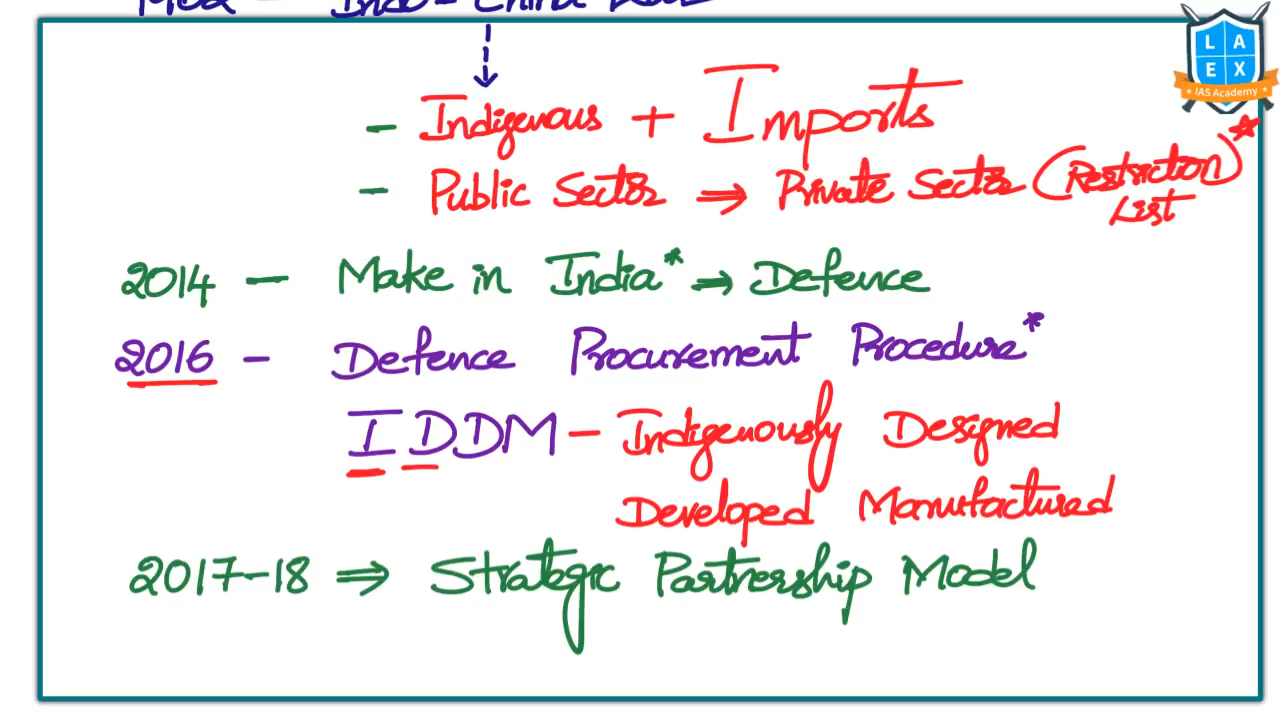 - Indigenous + Imports
- Public Sector ⇒ Private Sector (Restriction) *
List
2014 - Make in India* ⇒ Defence
2016 - Defence Procurement Procedure*
IDDM - Indigenously Designed
Developed Manufactured
2017-18 ⇒ Strategic Partnership Model
L A
E X
IAS Academy